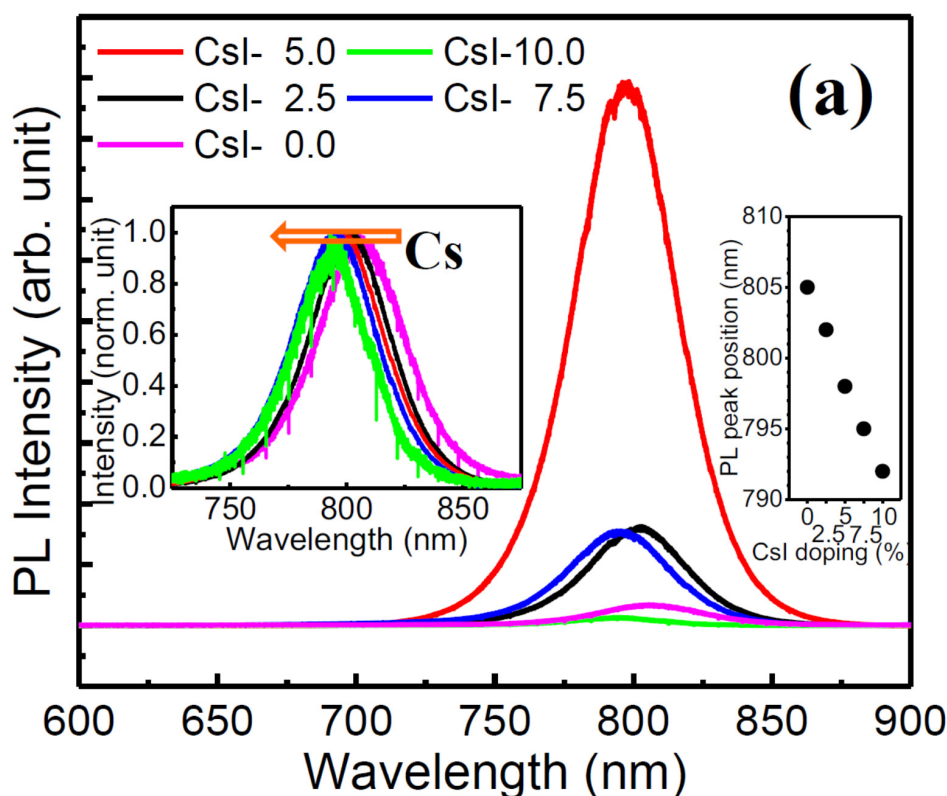 CsI- 5.0 CsI-10.0
CsI- 2.5 CsI- 7.5
CsI- 0.0
(a)
PL Intensity (arb. unit)
600 650 700 750 800 850 900
Wavelength (nm)
Intensity (norm. unit)
1.0
0.8
0.6
0.4
0.2
0.0
Cs
750 800 850
Wavelength (nm)
PL peak position (nm)
810
805
800
795
790
0 5 10
2.5 7.5
CsI doping (%)